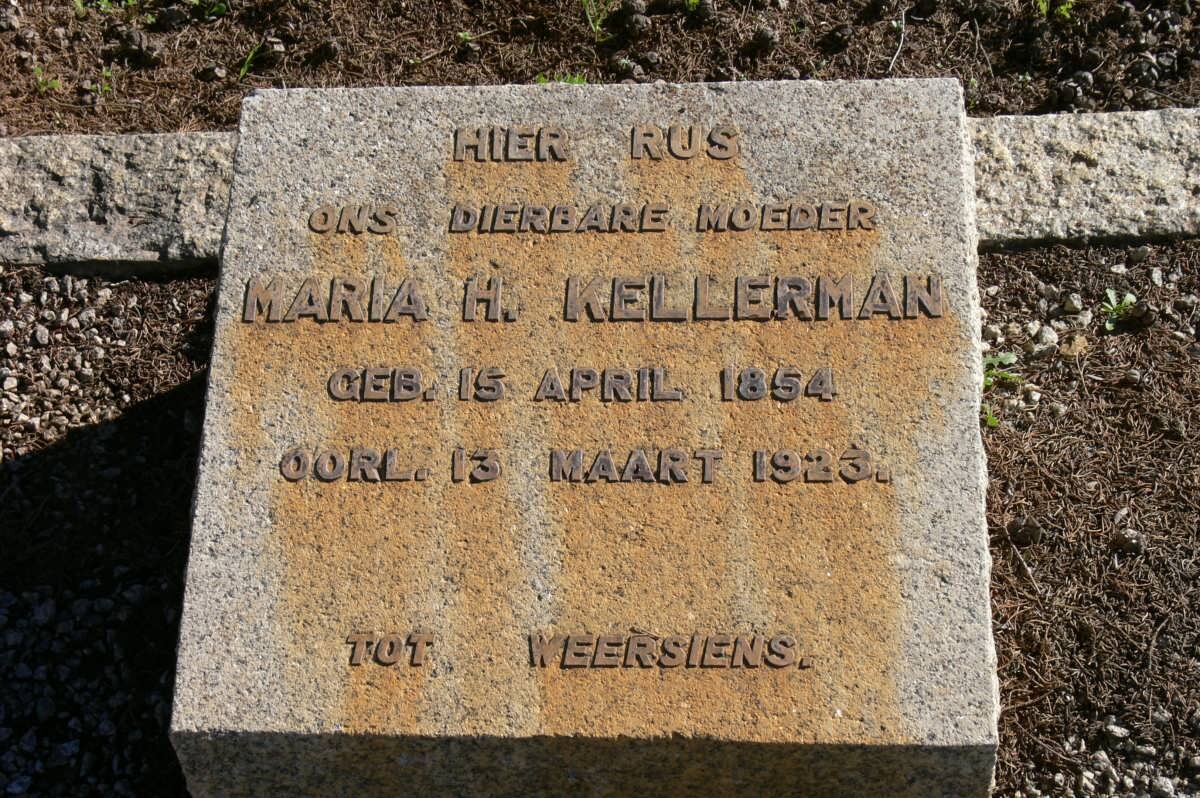 HIER RUS
ONS DIERBARE MOEDER
MARIA H. KELLERMAN
GEB. 15 APRIL 1854
OORL. 13 MAART 1923.
TOT WEERSIENS.